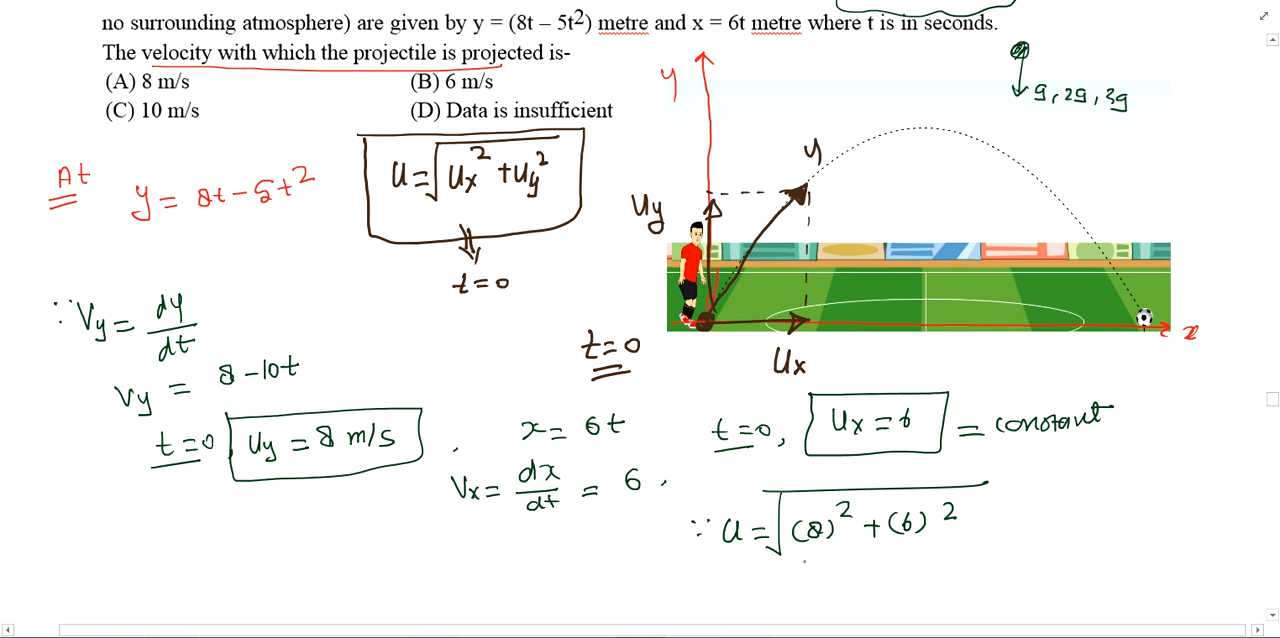 no surrounding atmosphere) are given by y = (8t – 5t²) metre and x = 6t metre where t is in seconds.
The velocity with which the projectile is projected is-
(A) 8 m/s (B) 6 m/s
(C) 10 m/s (D) Data is insufficient
y
g, 2g, 3g
At y = 8t - 5t²
u = √ux² + uy²
t=0
y
uy
∵ Vy = dy/dt
Vy = 8 - 10t
t=0 uy = 8 m/s
t=0
ux
x
x = 6t
Vx = dx/dt = 6
t=0, ux = 6 = constant
∵ u = √(8)² + (6)²